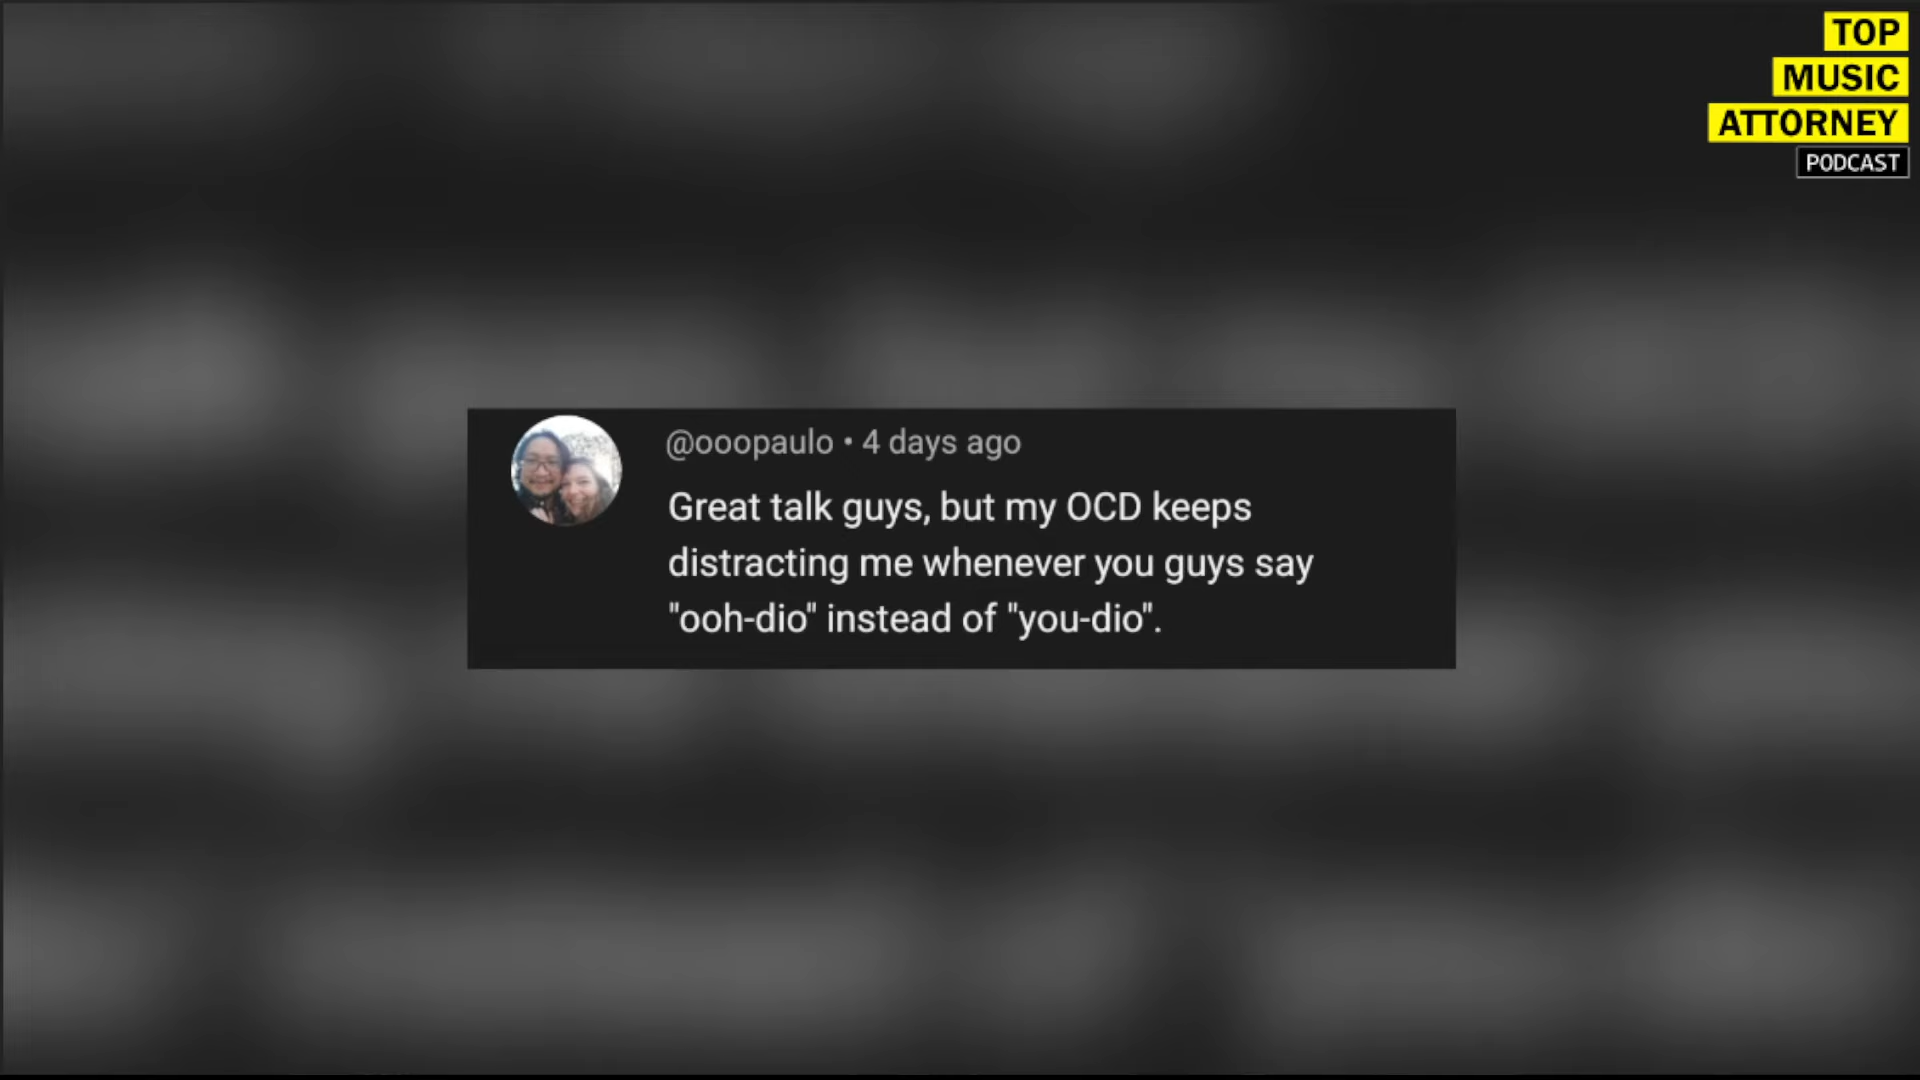 TOP
MUSIC
ATTORNEY
PODCAST
@ooopaulo • 4 days ago
Great talk guys, but my OCD keeps
distracting me whenever you guys say
"ooh-dio" instead of "you-dio".